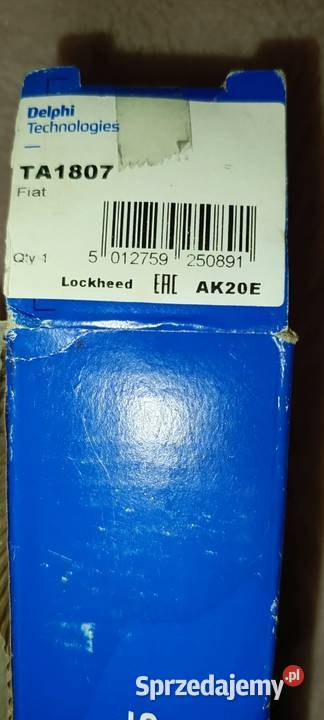 Delphi
Technologies
TA1807
Fiat
Qty 1
5 012759 250891
Lockheed EAC AK20E
Sprzedajemy.pl